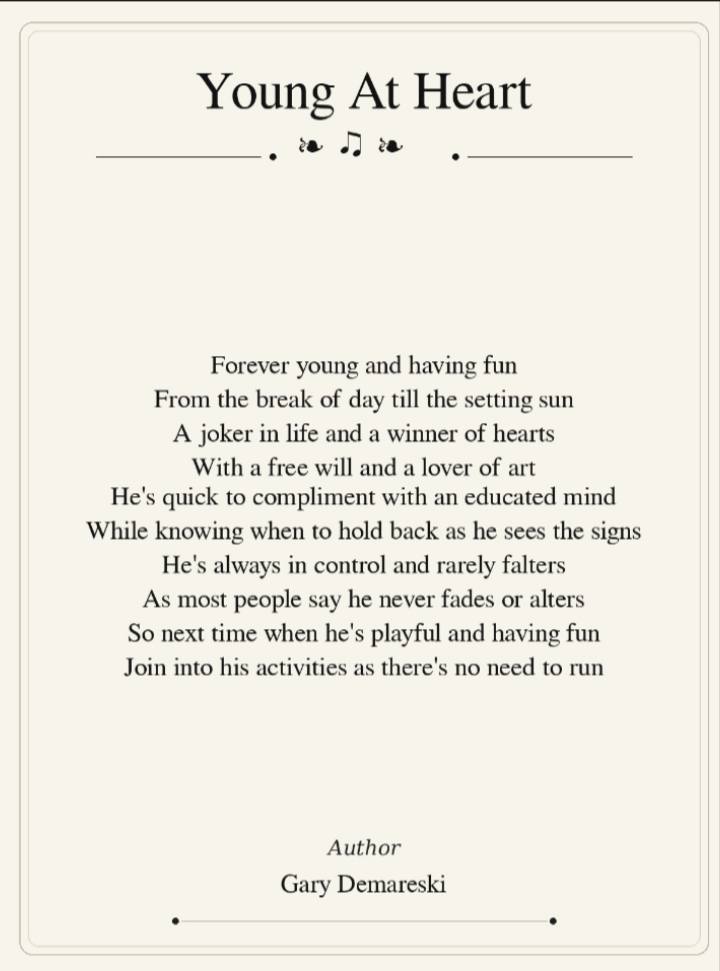 Young At Heart
❧ ♫ ❧
Forever young and having fun
From the break of day till the setting sun
A joker in life and a winner of hearts
With a free will and a lover of art
He's quick to compliment with an educated mind
While knowing when to hold back as he sees the signs
He's always in control and rarely falters
As most people say he never fades or alters
So next time when he's playful and having fun
Join into his activities as there's no need to run
Author
Gary Demareski